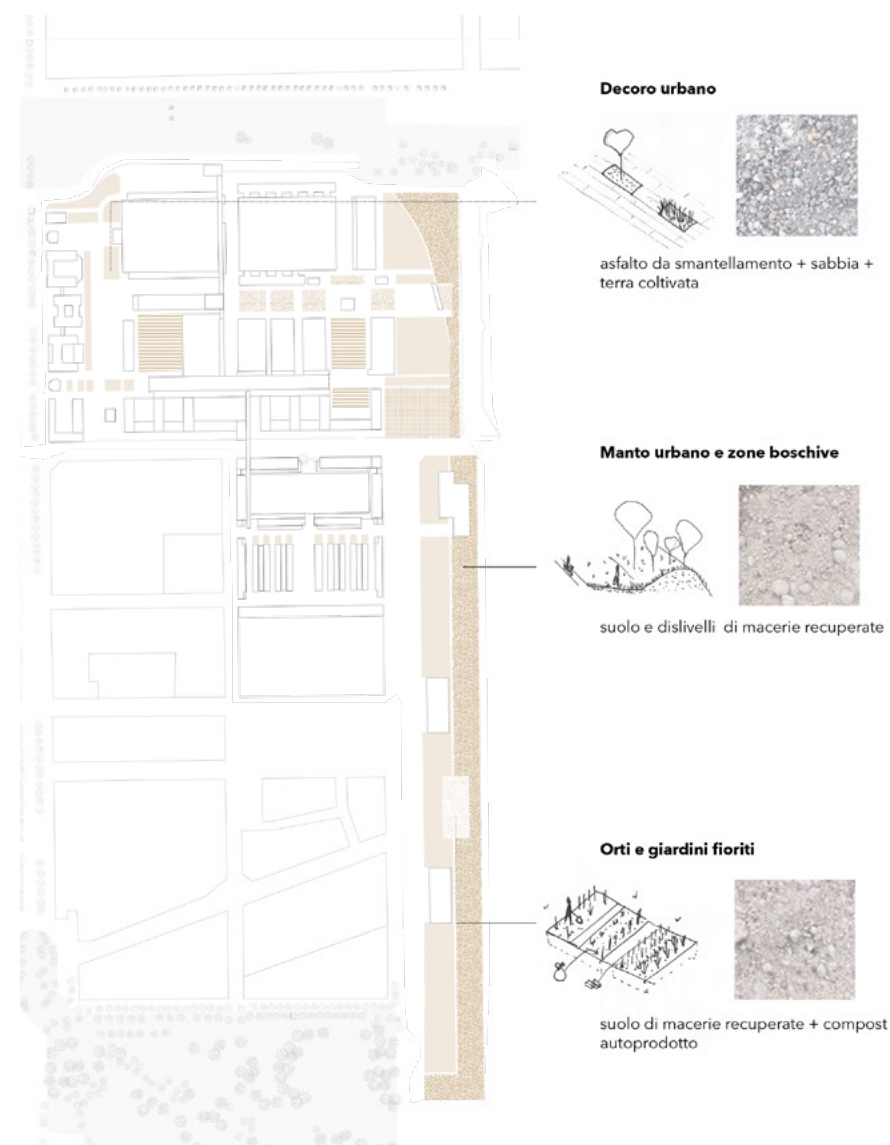 Decoro urbano
asfalto da smantellamento + sabbia +
terra coltivata
Manto urbano e zone boschive
suolo e dislivelli di macerie recuperate
Orti e giardini fioriti
suolo di macerie recuperate + compost
autoprodotto